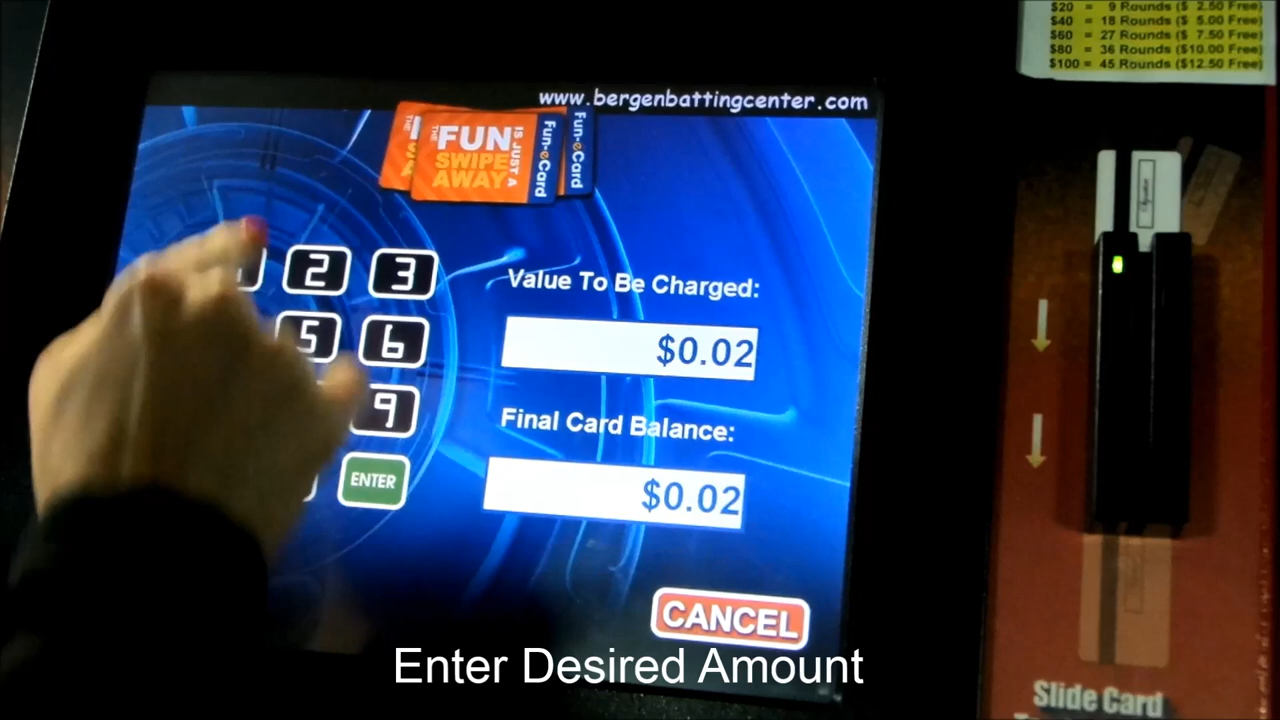 $20 = 9 Rounds ($ 2.50 Free)
$40 = 18 Rounds ($ 5.00 Free)
$60 = 27 Rounds ($ 7.50 Free)
$80 = 36 Rounds ($10.00 Free)
$100 = 45 Rounds ($12.50 Free)
www.bergenbattingcenter.com
THE FUN IS JUST A
SWIPE
AWAY
Fun-eCard
Fun-eCard
2 3
Value To Be Charged:
5 6
$0.02
9
Final Card Balance:
ENTER
$0.02
CANCEL
Enter Desired Amount
Slide Card